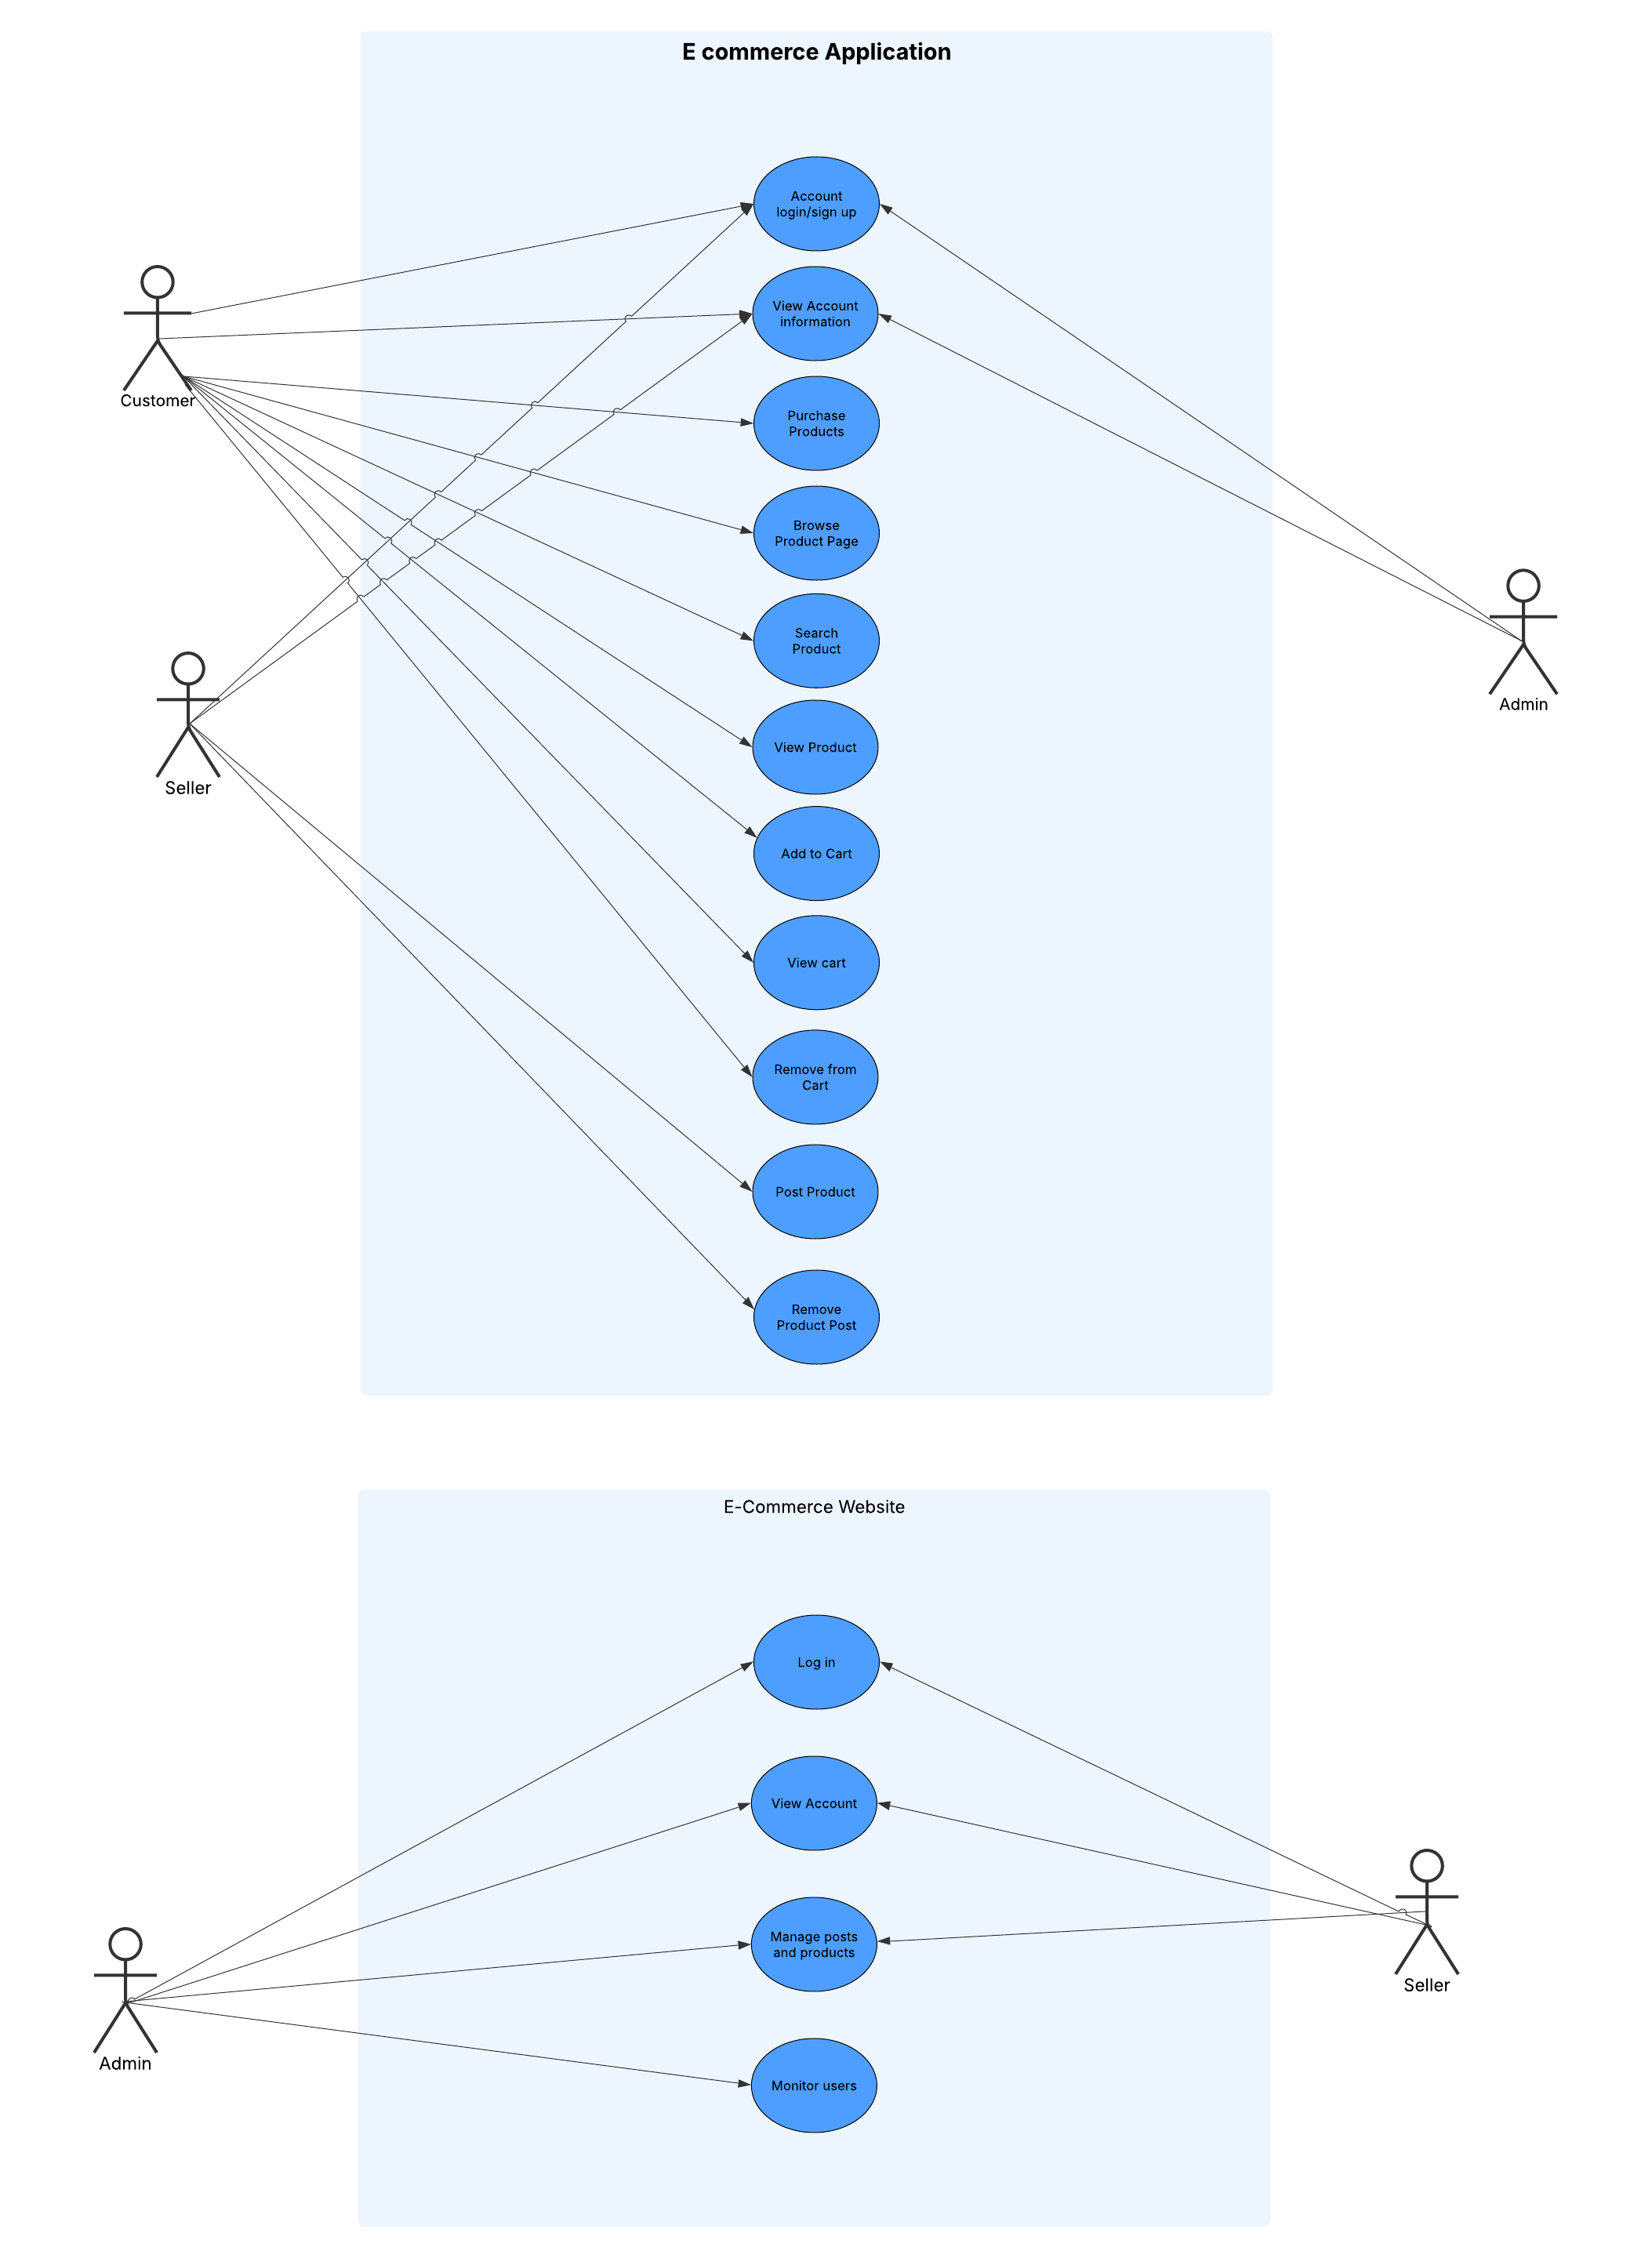 E commerce Application
Account
login/sign up
View Account
information
Customer
Purchase
Products
Browse
Product Page
Search
Product
Admin
View Product
Seller
Add to Cart
View cart
Remove from
Cart
Post Product
Remove
Product Post
E-Commerce Website
Log in
View Account
Manage posts
and products
Seller
Admin
Monitor users